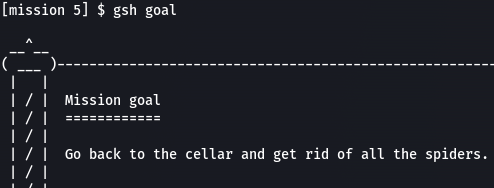 [mission 5] $ gsh goal
Mission goal
============
Go back to the cellar and get rid of all the spiders.